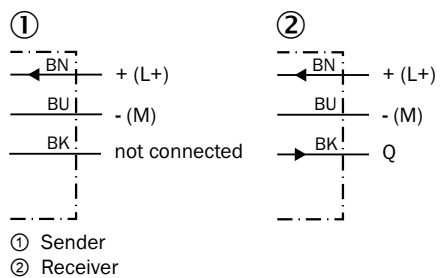 ① ②
BN + (L+) BN + (L+)
BU - (M) BU - (M)
BK not connected BK Q
① Sender
② Receiver